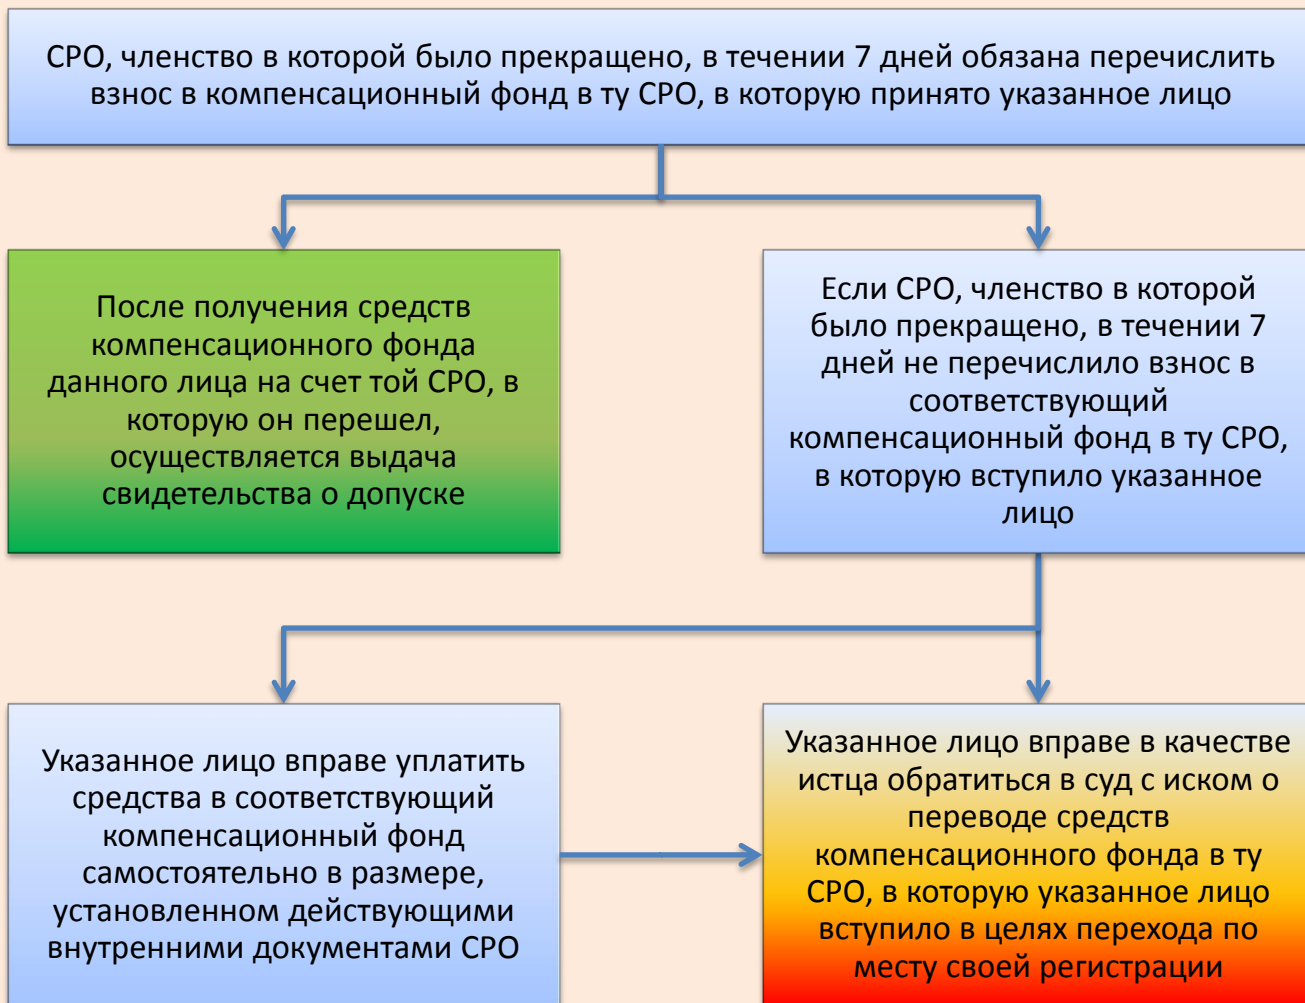 СРО, членство в которой было прекращено, в течении 7 дней обязана перечислить
взнос в компенсационный фонд в ту СРО, в которую принято указанное лицо
После получения средств
компенсационного фонда
данного лица на счет той СРО, в
которую он перешел,
осуществляется выдача
свидетельства о допуске
Если СРО, членство в которой
было прекращено, в течении 7
дней не перечислило взнос в
соответствующий
компенсационный фонд в ту СРО,
в которую вступило указанное
лицо
Указанное лицо вправе уплатить
средства в соответствующий
компенсационный фонд
самостоятельно в размере,
установленном действующими
внутренними документами СРО
Указанное лицо вправе в качестве
истца обратиться в суд с иском о
переводе средств
компенсационного фонда в ту
СРО, в которую указанное лицо
вступило в целях перехода по
месту своей регистрации